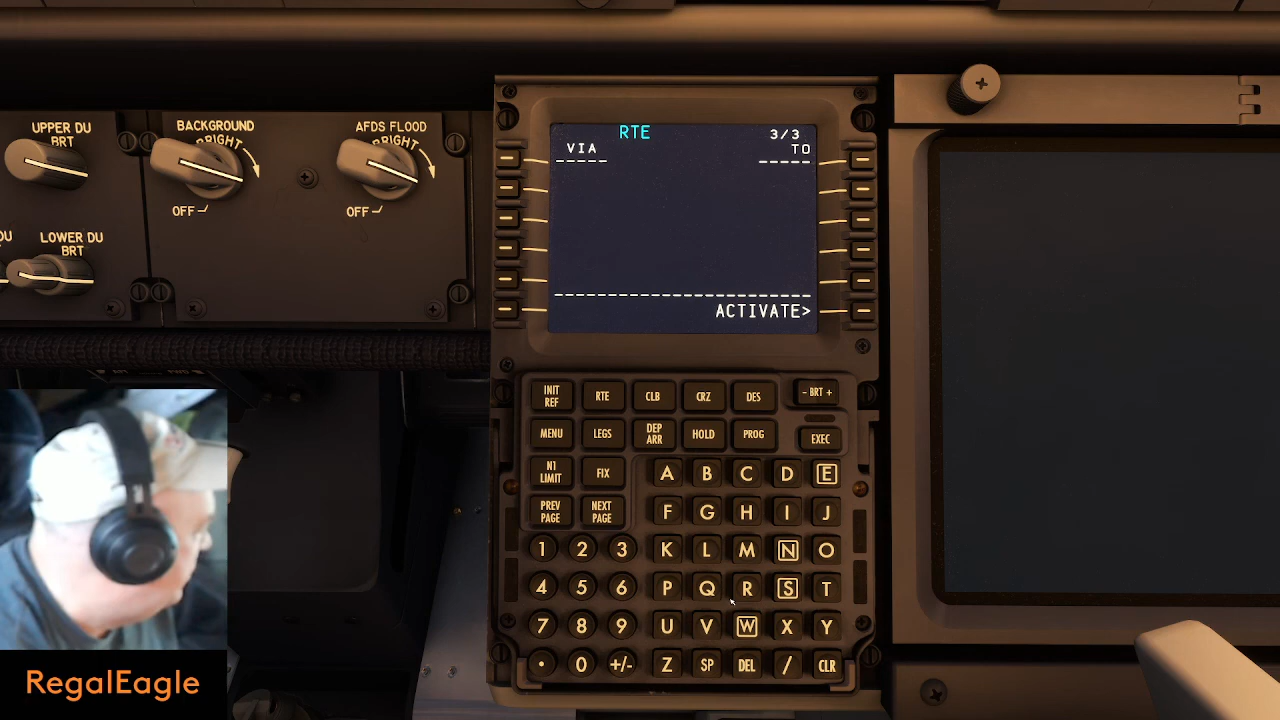 UPPER DU
BRT
BACKGROUND
BRIGHT
OFF
AFDS FLOOD
BRIGHT
OFF
DU
LOWER DU
BRT
RTE 3/3
VIA TO
----- -----
ACTIVATE>
INIT REF
RTE
CLB
CRZ
DES
- BRT +
MENU
LEGS
DEP ARR
HOLD
PROG
EXEC
N1 LIMIT
FIX
A B C D E
PREV PAGE
NEXT PAGE
F G H I J
1 2 3 K L M N O
4 5 6 P Q R S T
7 8 9 U V W X Y
. 0 +/- Z SP DEL / CLR
RegalEagle